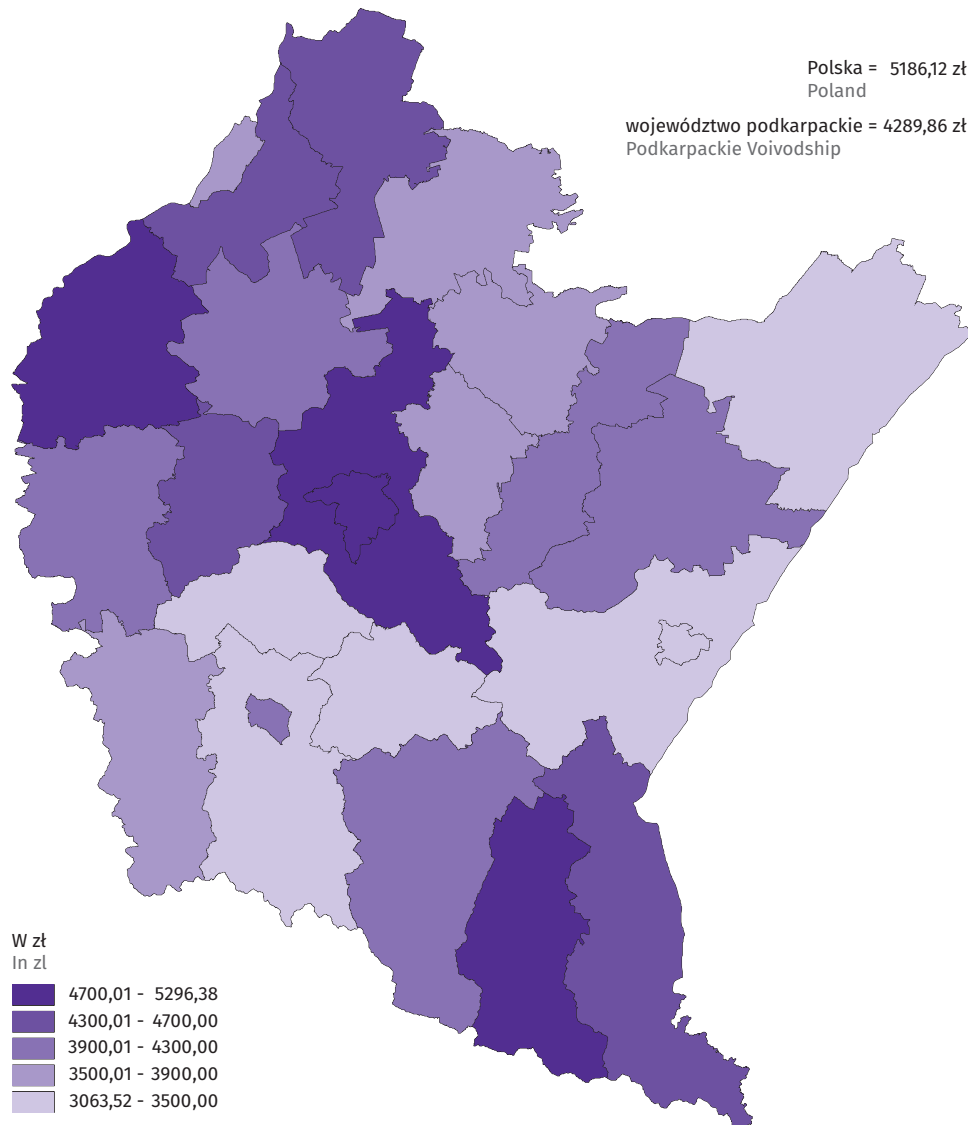 Polska = 5186,12 zł
Poland
województwo podkarpackie = 4289,86 zł
Podkarpackie Voivodship
W zł
In zl
4700,01 - 5296,38
4300,01 - 4700,00
3900,01 - 4300,00
3500,01 - 3900,00
3063,52 - 3500,00